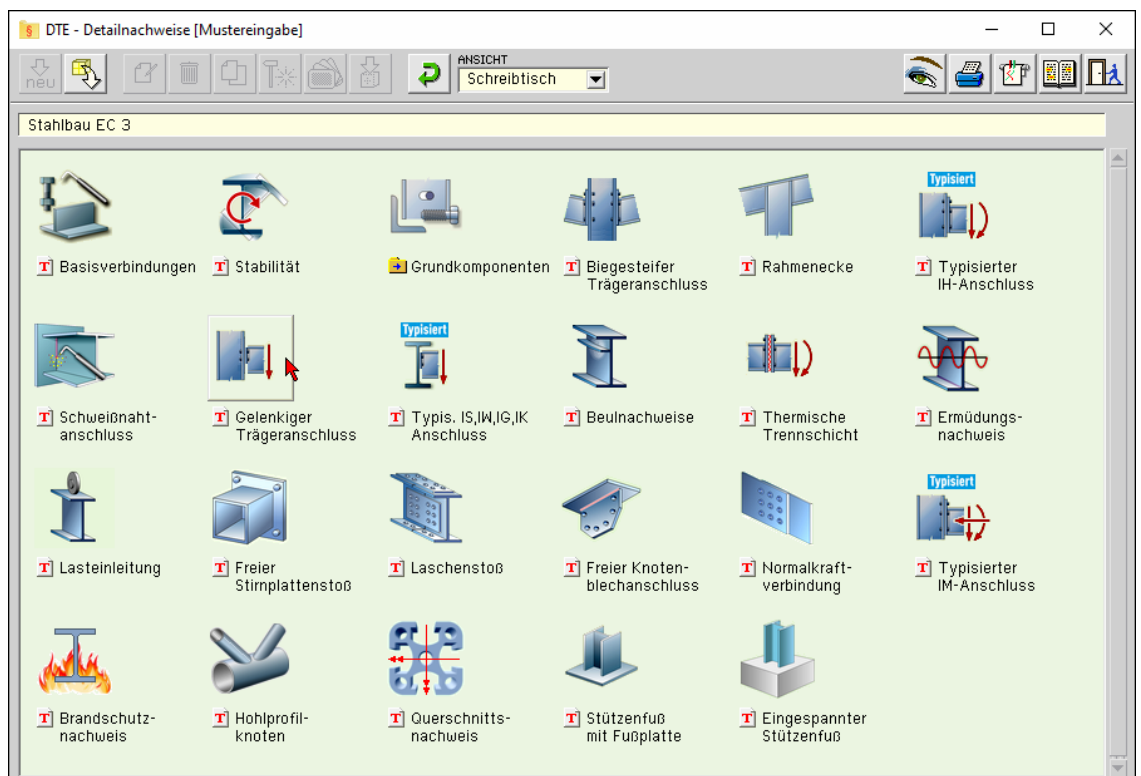 § DTE - Detailnachweise [Mustereingabe]
neu
ANSICHT
Schreibtisch
Stahlbau EC 3
T Basisverbindungen
T Stabilität
Grundkomponenten
T Biegesteifer
Trägeranschluss
T Rahmenecke
Typisiert
T Typisierter
IH-Anschluss
T Schweißnaht-
anschluss
T Gelenkiger
Trägeranschluss
Typisiert
T Typis. IS,IW,IG,IK
Anschluss
T Beulnachweise
T Thermische
Trennschicht
T Ermüdungs-
nachweis
T Lasteinleitung
T Freier
Stirnplattenstoß
T Laschenstoß
T Freier Knoten-
blechanschluss
T Normalkraft-
verbindung
Typisiert
T Typisierter
IM-Anschluss
T Brandschutz-
nachweis
T Hohlprofil-
knoten
T Querschnitts-
nachweis
T Stützenfuß
mit Fußplatte
T Eingespannter
Stützenfuß